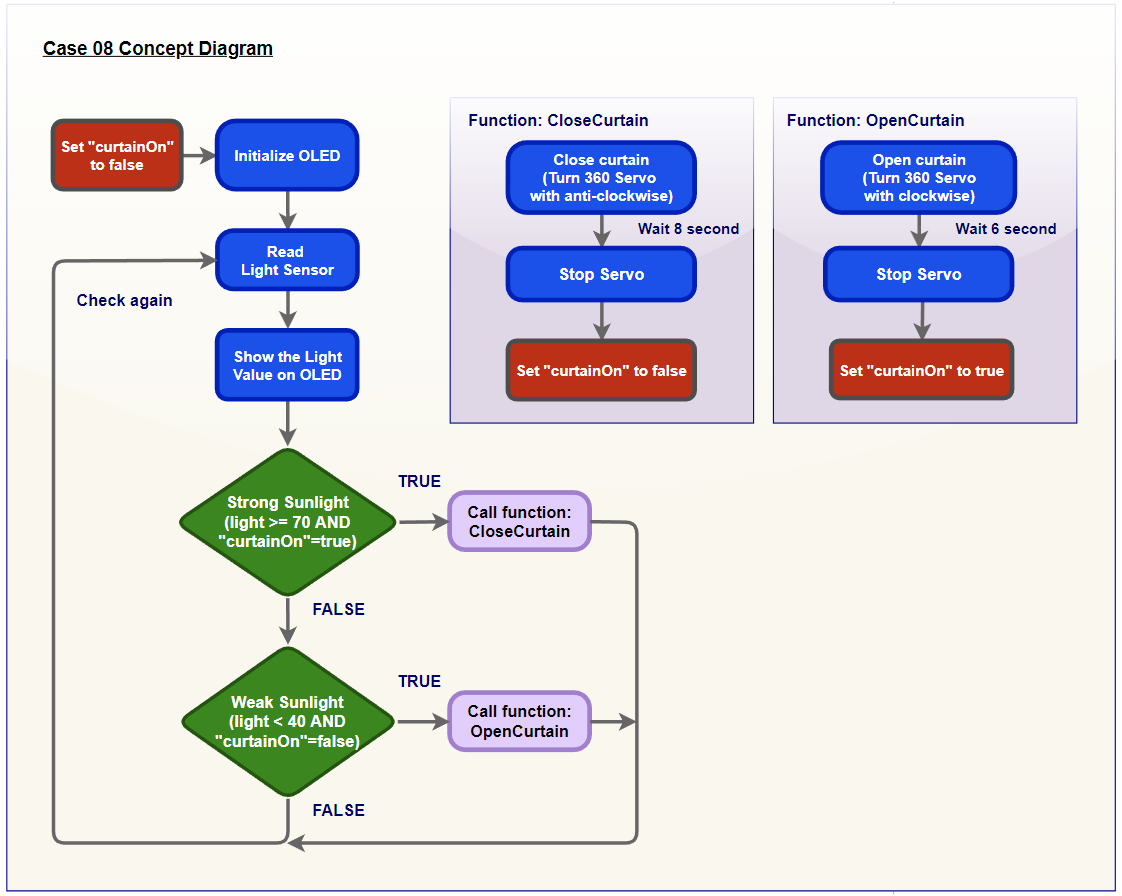 Case 08 Concept Diagram
Set "curtainOn"
to false
Initialize OLED
Read
Light Sensor
Check again
Show the Light
Value on OLED
Strong Sunlight
(light >= 70 AND
"curtainOn"=true)
TRUE
Call function:
CloseCurtain
FALSE
Weak Sunlight
(light < 40 AND
"curtainOn"=false)
TRUE
Call function:
OpenCurtain
FALSE
Function: CloseCurtain
Close curtain
(Turn 360 Servo
with anti-clockwise)
Wait 8 second
Stop Servo
Set "curtainOn" to false
Function: OpenCurtain
Open curtain
(Turn 360 Servo
with clockwise)
Wait 6 second
Stop Servo
Set "curtainOn" to true